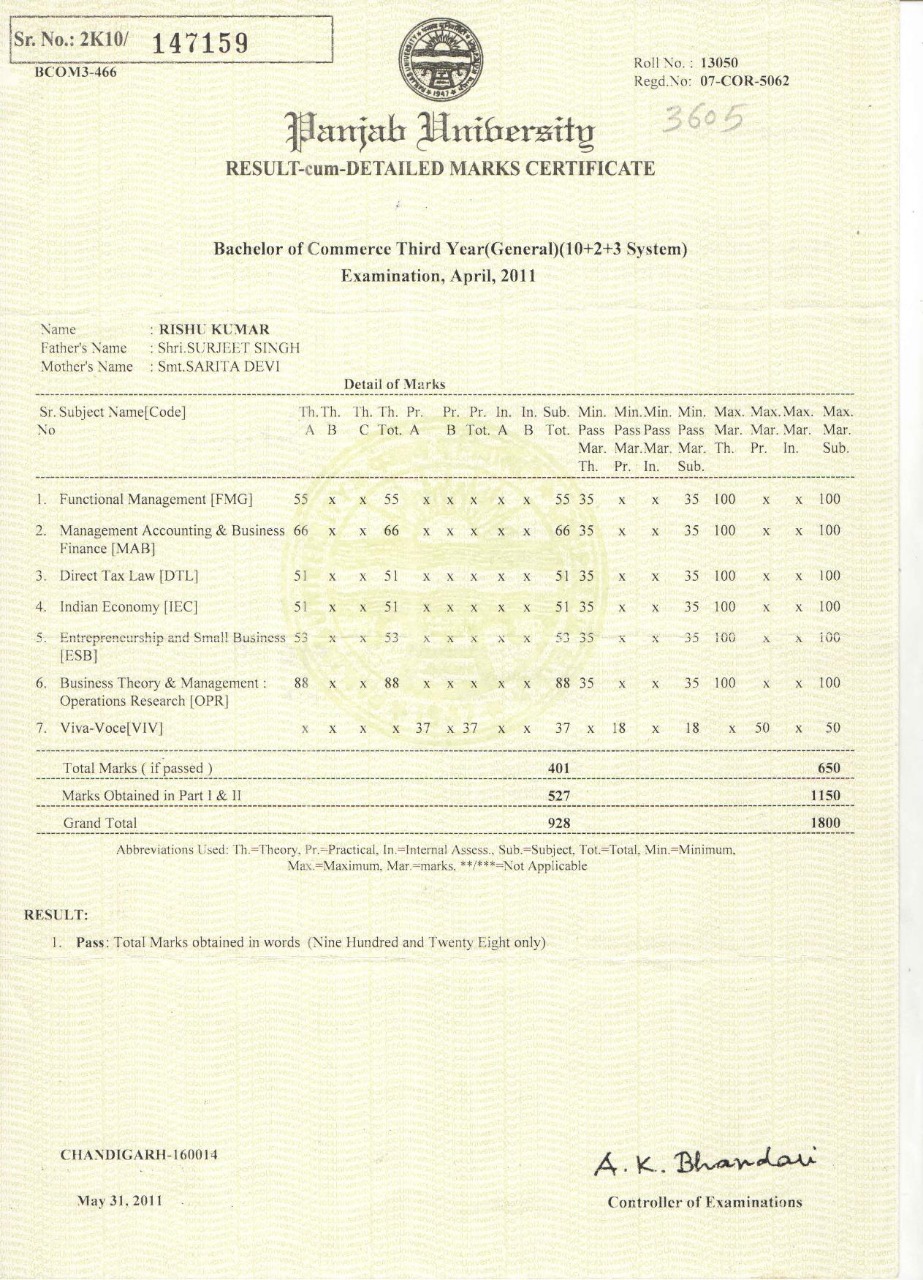 Sr. No.: 2K10/ 147159
BCOM3-466
Roll No. : 13050
Regd.No: 07-COR-5062
3605
1947
Panjab University
RESULT-cum-DETAILED MARKS CERTIFICATE
Bachelor of Commerce Third Year(General)(10+2+3 System)
Examination, April, 2011
Name : RISHU KUMAR
Father's Name : Shri.SURJEET SINGH
Mother's Name : Smt.SARITA DEVI
Detail of Marks
Sr. Subject Name[Code] Th. Th. Th. Th. Pr. Pr. Pr. In. In. Sub. Min. Min. Min. Min. Max. Max. Max. Max.
No A B C Tot. A B Tot. A B Tot. Pass Pass Pass Pass Mar. Mar. Mar. Mar.
Mar. Mar. Mar. Mar. Th. Pr. In. Sub.
Th. Pr. In. Sub.
1. Functional Management [FMG] 55 x x 55 x x x x x 55 35 x x 35 100 x x 100
2. Management Accounting & Business 66 x x 66 x x x x x 66 35 x x 35 100 x x 100
Finance [MAB]
3. Direct Tax Law [DTL] 51 x x 51 x x x x x 51 35 x x 35 100 x x 100
4. Indian Economy [IEC] 51 x x 51 x x x x x 51 35 x x 35 100 x x 100
5. Entrepreneurship and Small Business 53 x x 53 x x x x x 53 35 x x 35 100 x x 100
[ESB]
6. Business Theory & Management : 88 x x 88 x x x x x 88 35 x x 35 100 x x 100
Operations Research [OPR]
7. Viva-Voce[VIV] x x x x 37 x 37 x x 37 x 18 x 18 x 50 x 50
Total Marks ( if passed ) 401 650
Marks Obtained in Part I & II 527 1150
Grand Total 928 1800
Abbreviations Used: Th.=Theory, Pr.=Practical, In.=Internal Assess., Sub.=Subject, Tot.=Total, Min.=Minimum,
Max.=Maximum, Mar.=marks, **/***=Not Applicable
RESULT:
1. Pass: Total Marks obtained in words (Nine Hundred and Twenty Eight only)
CHANDIGARH-160014
A. K. Bhandari
May 31, 2011
Controller of Examinations